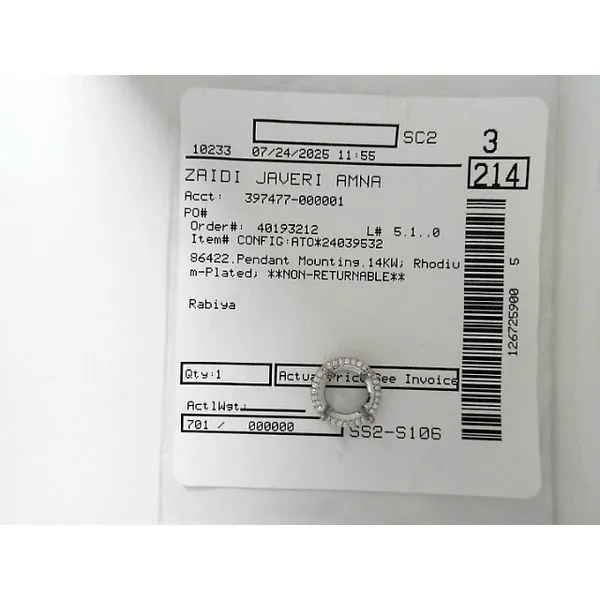 SC2
3
10233 07/24/2025 11:55
214
ZAIDI JAVERI AMNA
Acct: 397477-000001
PO#
Order#: 40193212 L# 5.1..0
Item# CONFIG:ATO*24039532
86422.Pendant Mounting.14KW; Rhodiu
m-Plated; **NON-RETURNABLE**
Rabiya
126725900 5
Qty:1
See Invoice
ActlWgt:
701 / 000000
SS2-S106